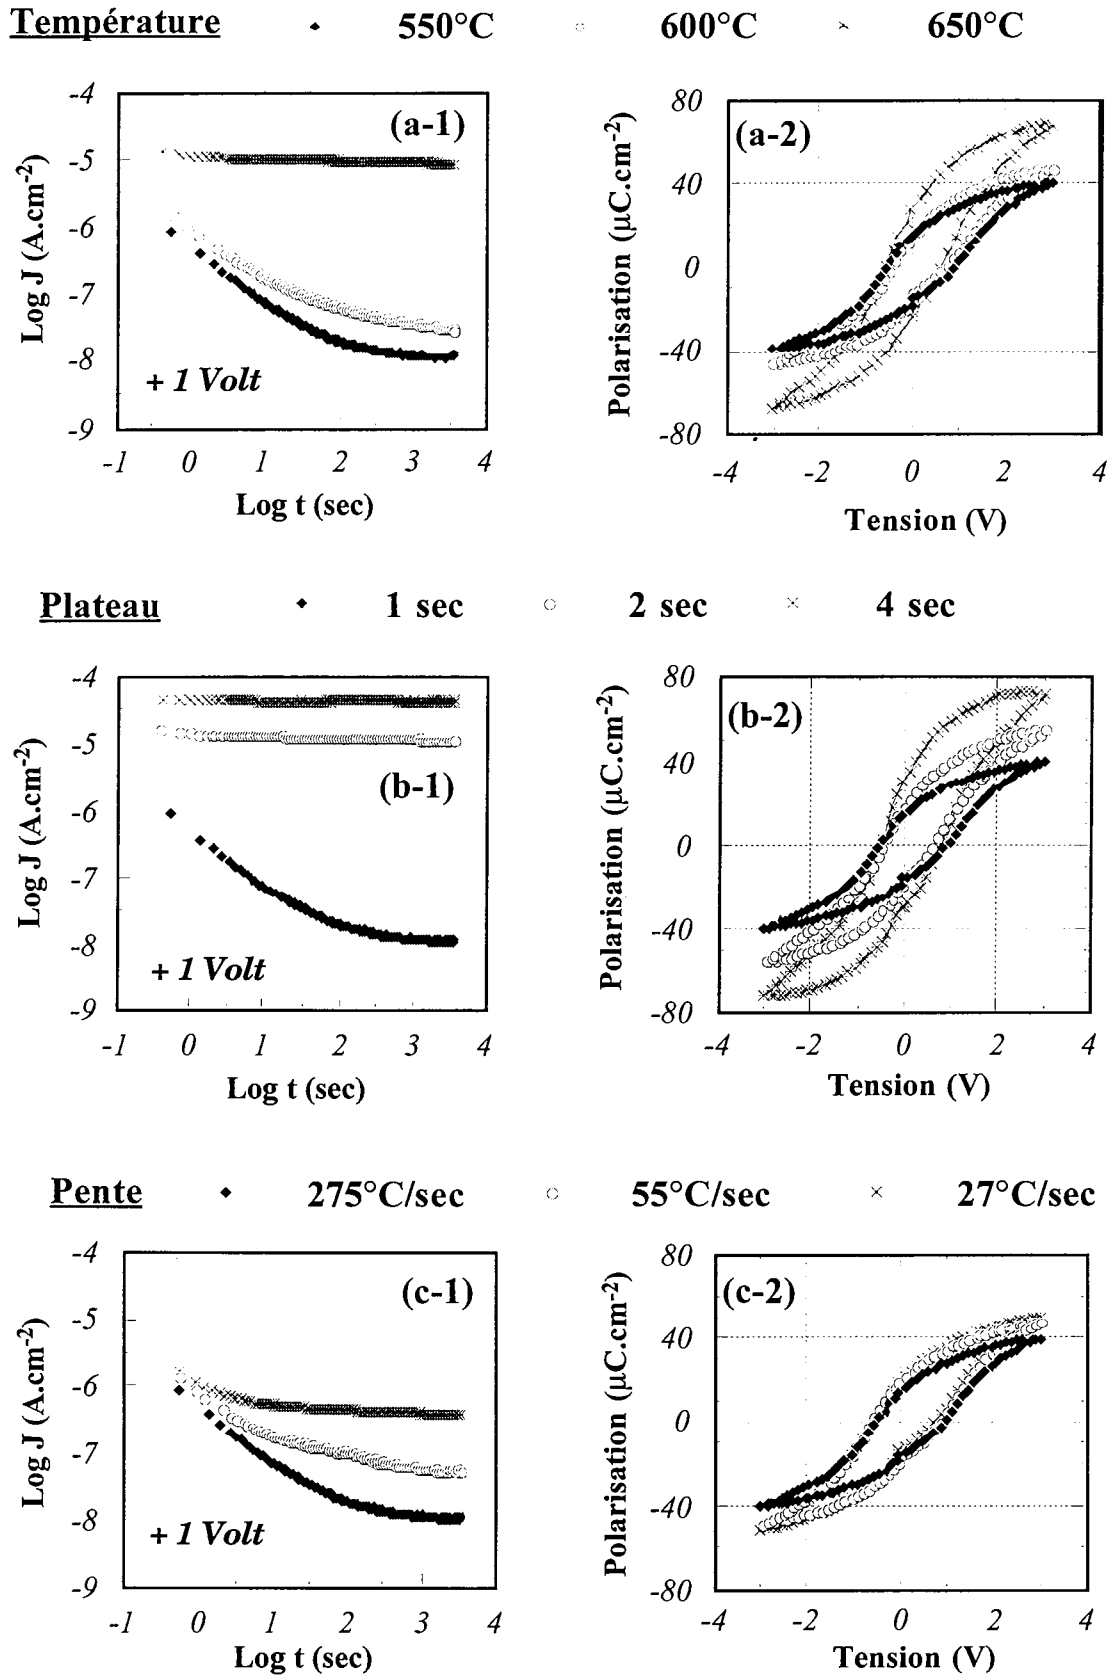 Température 550°C 600°C 650°C
(a-1)
Log J (A.cm-2)
-4
-5
-6
-7
-8
-9
+ 1 Volt
-1 0 1 2 3 4
Log t (sec)
(a-2)
Polarisation (µC.cm-2)
80
40
0
-40
-80
-4 -2 0 2 4
Tension (V)
Plateau 1 sec 2 sec 4 sec
(b-1)
Log J (A.cm-2)
-4
-5
-6
-7
-8
-9
+ 1 Volt
-1 0 1 2 3 4
Log t (sec)
(b-2)
Polarisation (µC.cm-2)
80
40
0
-40
-80
-4 -2 0 2 4
Tension (V)
Pente 275°C/sec 55°C/sec 27°C/sec
(c-1)
Log J (A.cm-2)
-4
-5
-6
-7
-8
-9
+ 1 Volt
-1 0 1 2 3 4
Log t (sec)
(c-2)
Polarisation (µC.cm-2)
80
40
0
-40
-80
-4 -2 0 2 4
Tension (V)